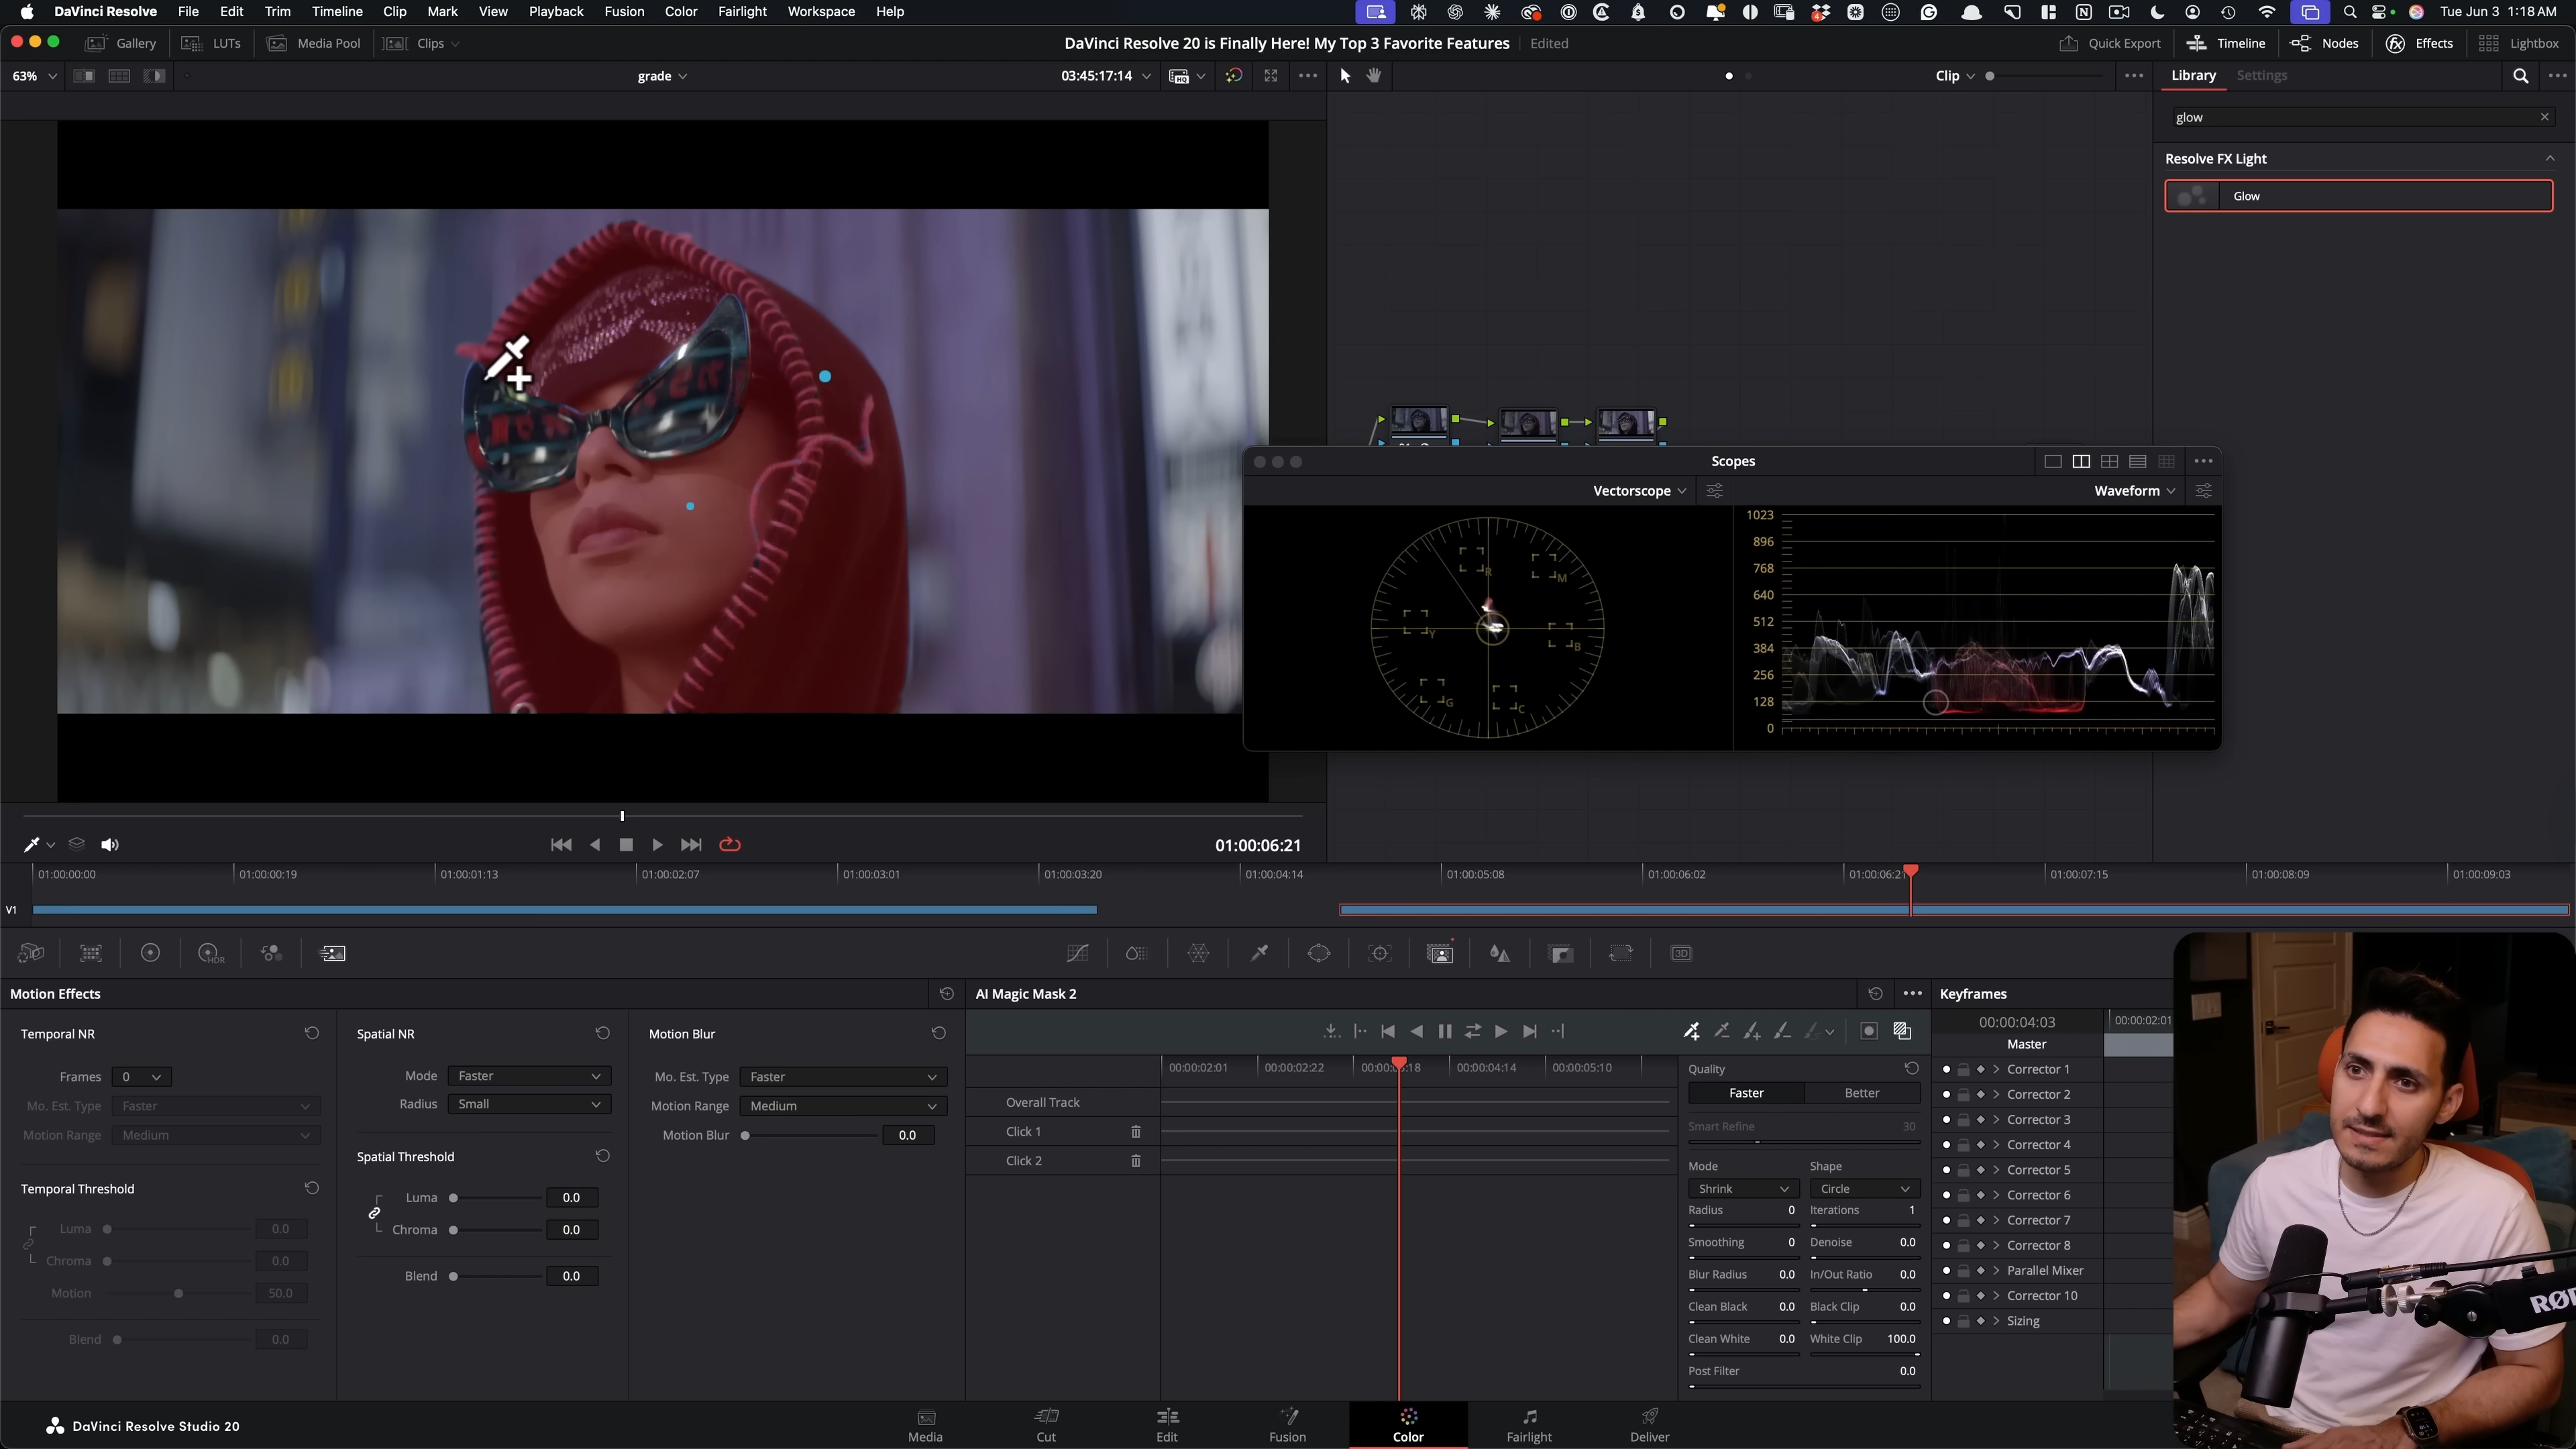 DaVinci Resolve File Edit Trim Timeline Clip Mark View Playback Fusion Color Fairlight Workspace Help Tue Jun 3 1:18 AM
Gallery LUTs Media Pool Clips DaVinci Resolve 20 is Finally Here! My Top 3 Favorite Features Edited Quick Export Timeline Nodes Effects Lightbox
63% grade 03:45:17:14 Clip Library Settings
glow
Resolve FX Light
Glow
Scopes
Vectorscope Waveform
R M Y B G C
1023
896
768
640
512
384
256
128
0
01:00:06:21
01:00:00:00 01:00:00:19 01:00:01:13 01:00:02:07 01:00:03:01 01:00:03:20 01:00:04:14 01:00:05:08 01:00:06:02 01:00:06:21 01:00:07:15 01:00:08:09 01:00:09:03
V1
HDR 3D
Motion Effects AI Magic Mask 2 Keyframes
Temporal NR Spatial NR Motion Blur
Frames 0
Mo. Est. Type Faster
Motion Range Medium
Temporal Threshold
Luma 0.0
Chroma 0.0
Motion 50.0
Blend 0.0
Mode Faster
Radius Small
Spatial Threshold
Luma 0.0
Chroma 0.0
Blend 0.0
Mo. Est. Type Faster
Motion Range Medium
Motion Blur 0.0
00:00:02:01 00:00:02:22 00:00:04:14 00:00:05:10
Overall Track
Click 1
Click 2
Quality
Faster Better
Smart Refine 30
Mode Shape
Shrink Circle
Radius 0 Iterations 1
Smoothing 0 Denoise 0.0
Blur Radius 0.0 In/Out Ratio 0.0
Clean Black 0.0 Black Clip 0.0
Clean White 0.0 White Clip 100.0
Post Filter 0.0
00:00:04:03 00:00:02:01
Master
Corrector 1
Corrector 2
Corrector 3
Corrector 4
Corrector 5
Corrector 6
Corrector 7
Corrector 8
Parallel Mixer
Corrector 10
Sizing
DaVinci Resolve Studio 20
Media Cut Edit Fusion Color Fairlight Deliver